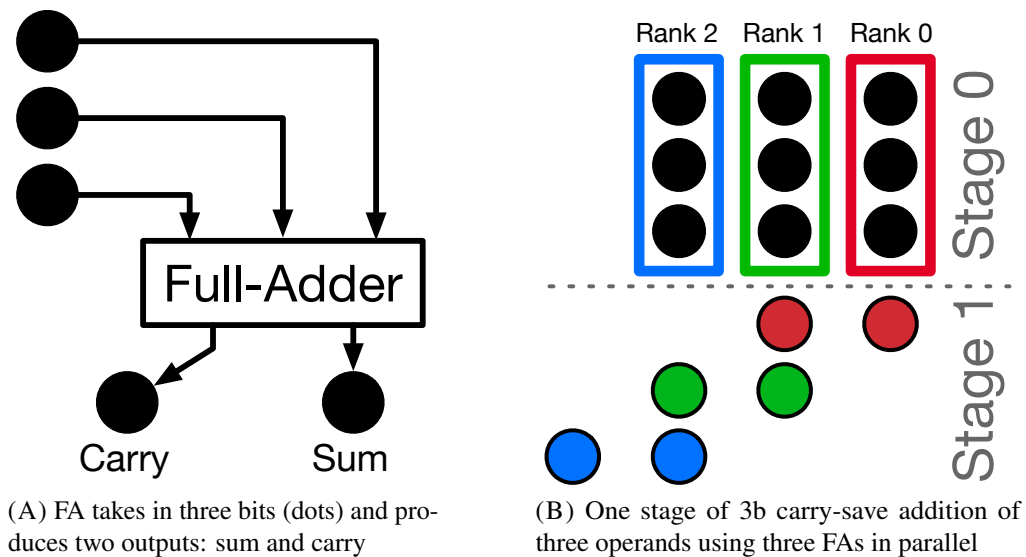 Full-Adder
Carry
Sum
(A) FA takes in three bits (dots) and pro-
duces two outputs: sum and carry
Rank 2
Rank 1
Rank 0
Stage 0
Stage 1
(B) One stage of 3b carry-save addition of
three operands using three FAs in parallel